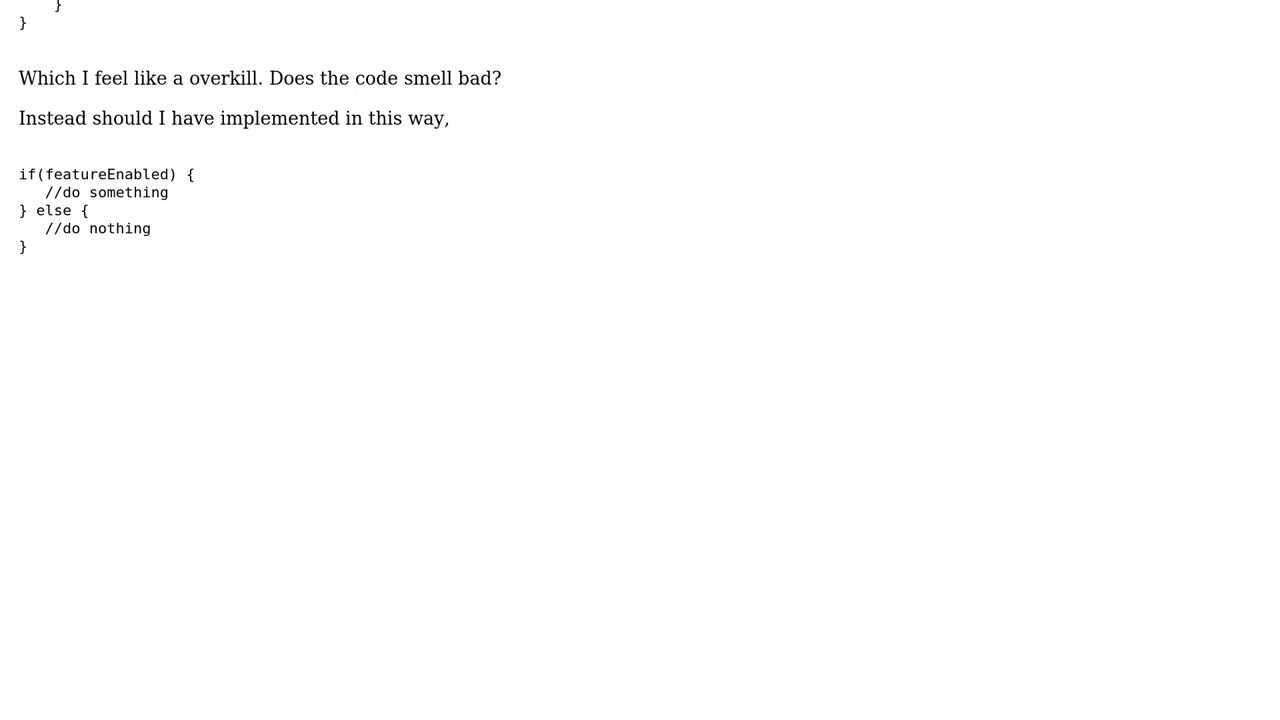 }
}
Which I feel like a overkill. Does the code smell bad?
Instead should I have implemented in this way,
if(featureEnabled) {
   //do something
} else {
   //do nothing
}